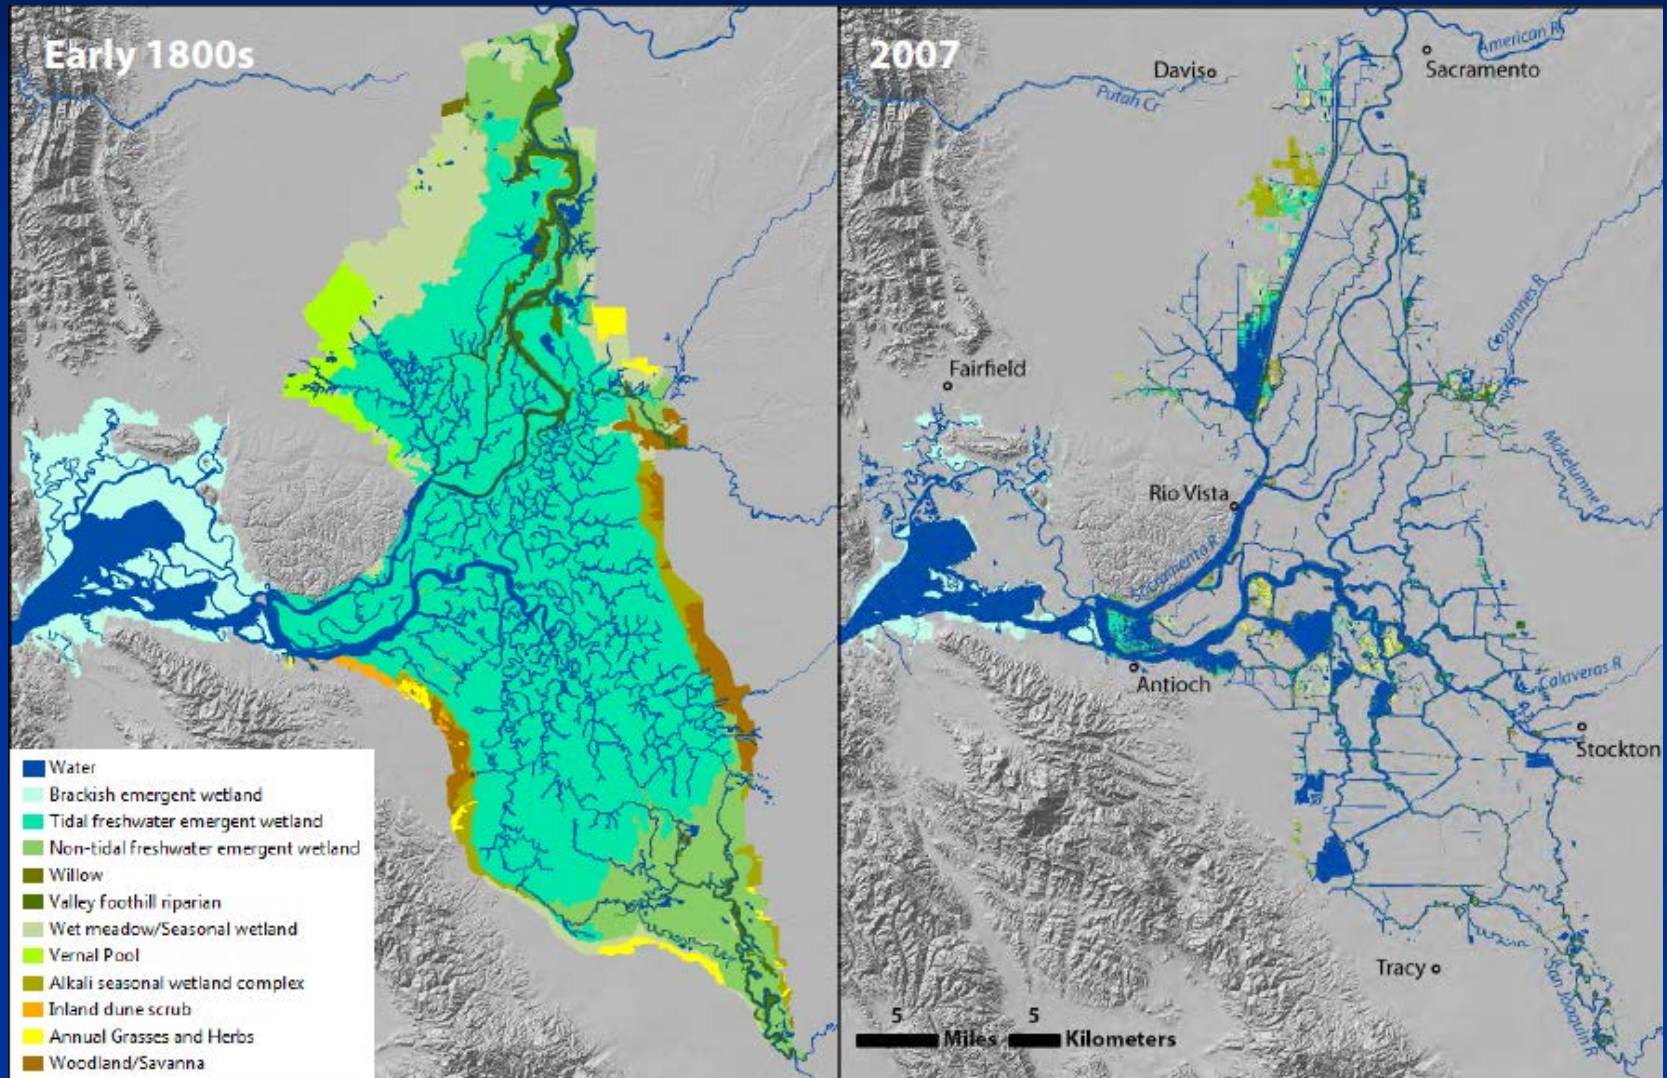 Early 1800s
Water
Brackish emergent wetland
Tidal freshwater emergent wetland
Non-tidal freshwater emergent wetland
Willow
Valley foothill riparian
Wet meadow/Seasonal wetland
Vernal Pool
Alkali seasonal wetland complex
Inland dune scrub
Annual Grasses and Herbs
Woodland/Savanna
2007
American R
Sacramento
Davis
Putah Cr
Cosumnes R
Fairfield
Mokelumne R
Rio Vista
Sacramento R
Antioch
Calaveras R
Stockton
Tracy
San Joaquin R
5 5
Miles Kilometers